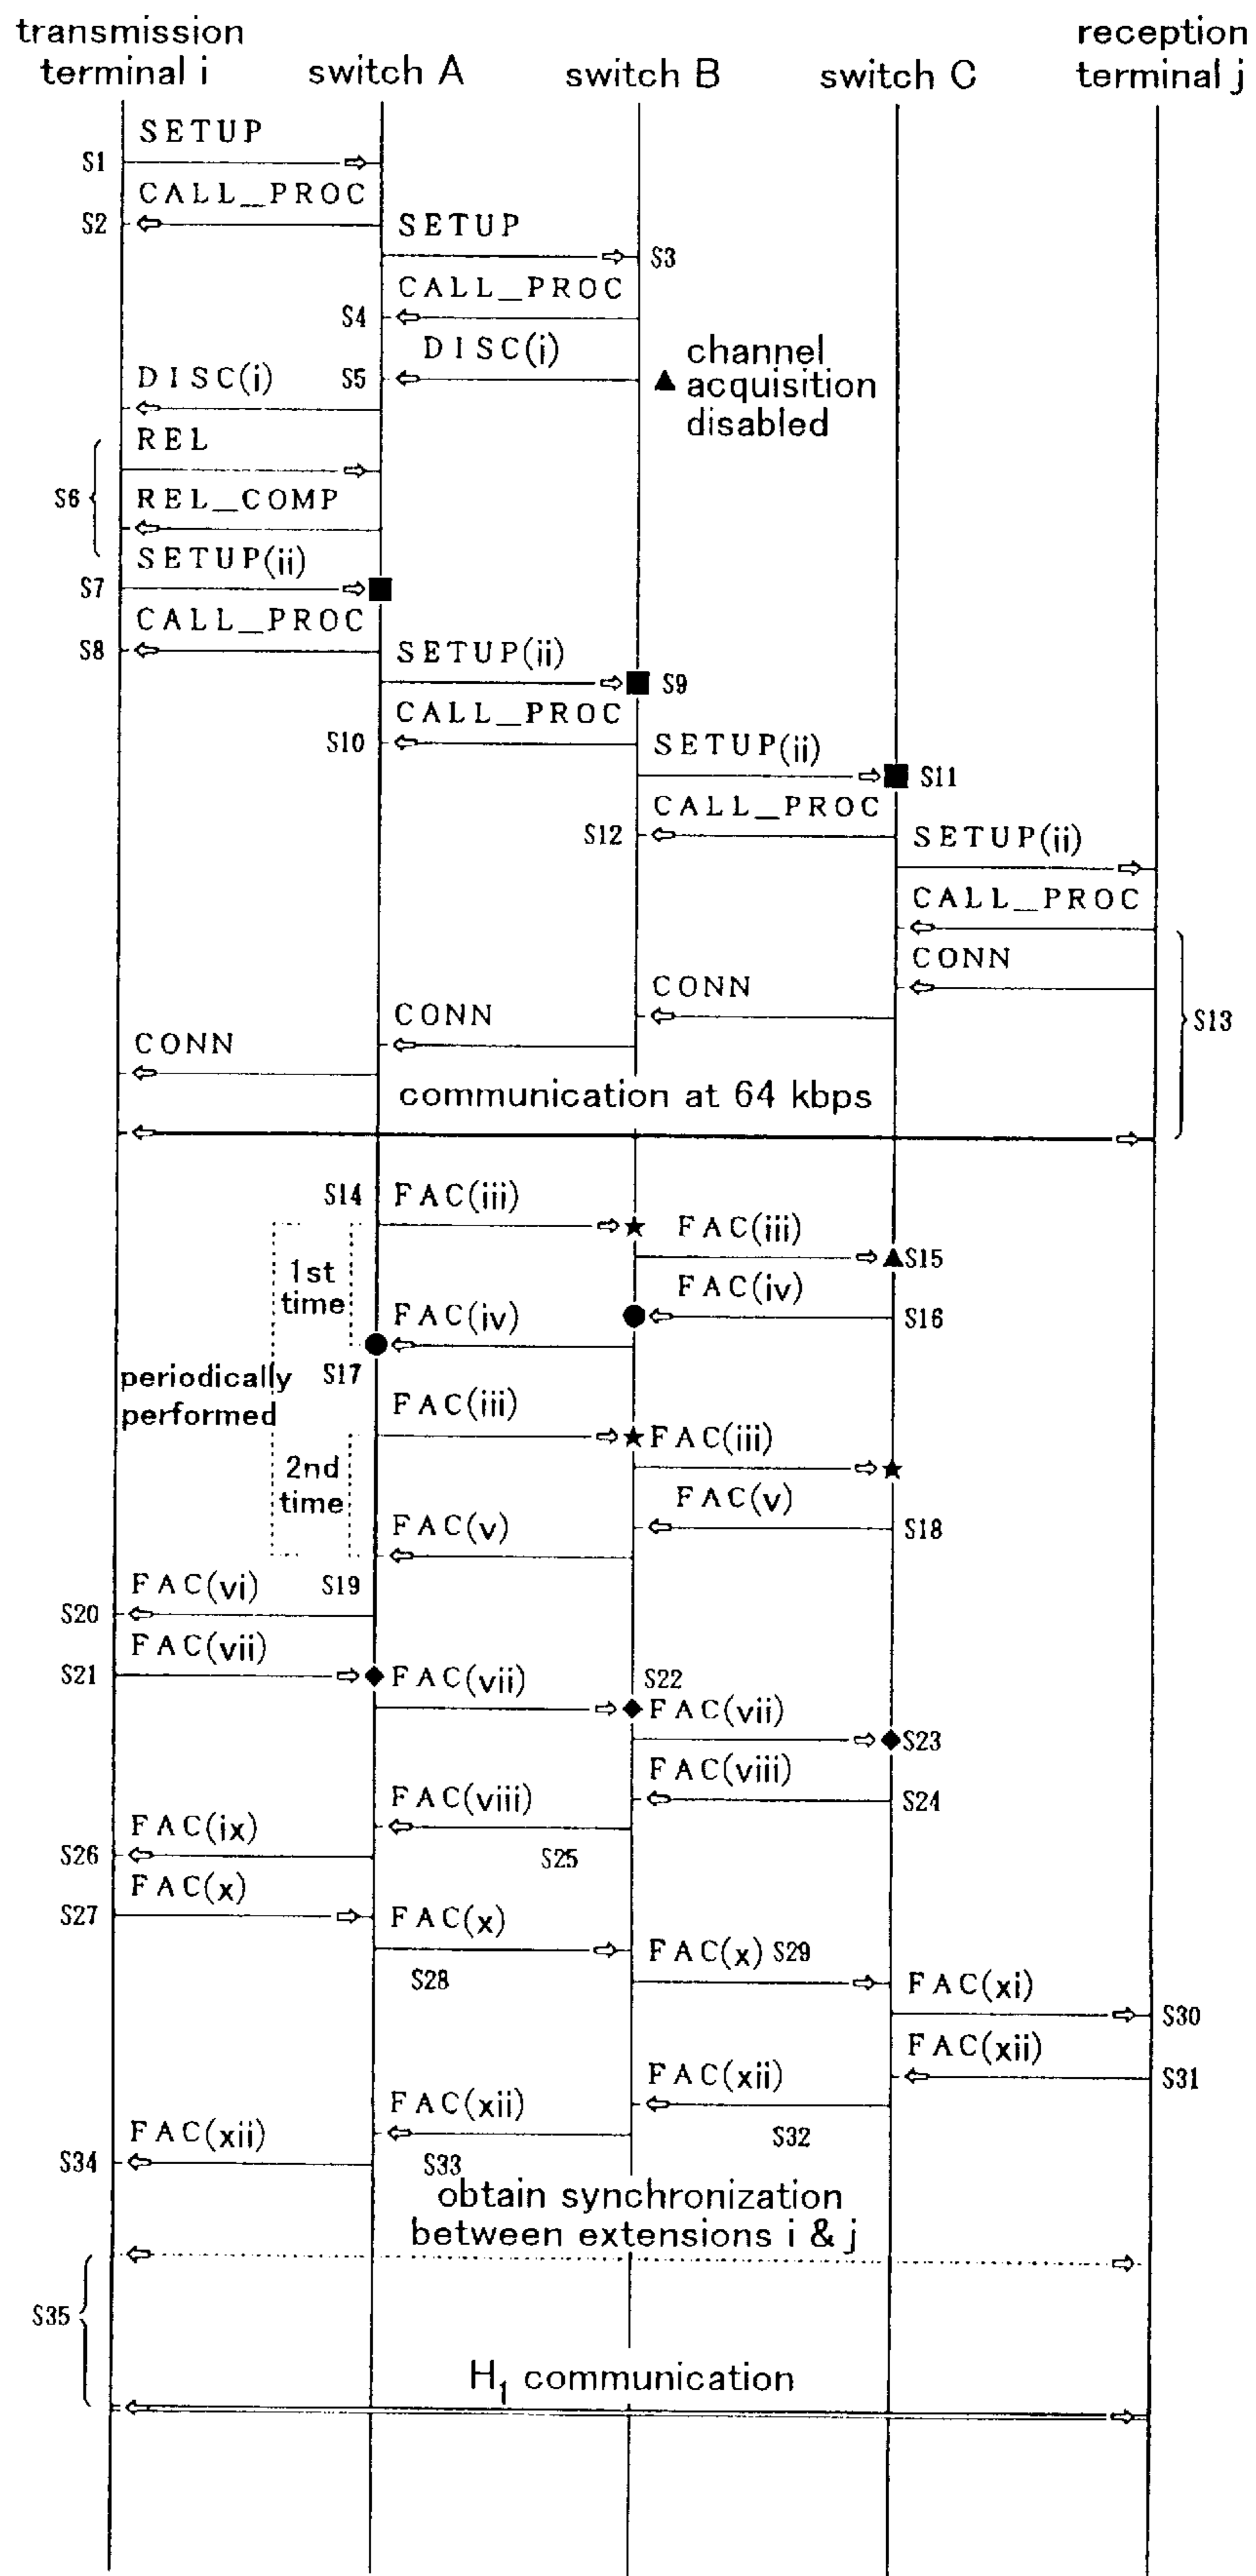 transmission terminal i
switch A
switch B
switch C
reception terminal j
SETUP
S1
CALL_PROC
S2
SETUP
S3
CALL_PROC
S4
DISC(i)
S5
channel
acquisition
disabled
DISC(i)
REL
S6
REL_COMP
SETUP(ii)
S7
CALL_PROC
S8
SETUP(ii)
S9
CALL_PROC
S10
SETUP(ii)
S11
CALL_PROC
S12
SETUP(ii)
CALL_PROC
CONN
CONN
CONN
CONN
S13
communication at 64 kbps
S14
FAC(iii)
FAC(iii)
S15
1st
time
FAC(iv)
S16
FAC(iv)
S17
periodically
performed
FAC(iii)
FAC(iii)
2nd
time
FAC(v)
S18
FAC(v)
S19
FAC(vi)
S20
FAC(vii)
S21
FAC(vii)
S22
FAC(vii)
S23
FAC(viii)
S24
FAC(viii)
S25
FAC(ix)
S26
FAC(x)
S27
FAC(x)
S28
FAC(x) S29
FAC(xi)
S30
FAC(xii)
S31
FAC(xii)
S32
FAC(xii)
S33
FAC(xii)
S34
obtain synchronization
between extensions i & j
S35
H1 communication